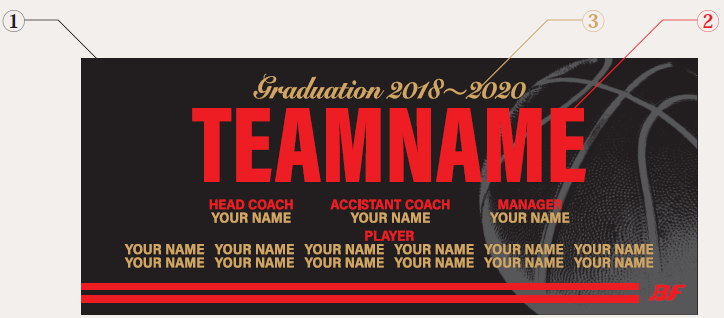 1 3 2
Graduation 2018～2020
TEAMNAME
HEAD COACH ACCISTANT COACH MANAGER
YOUR NAME YOUR NAME YOUR NAME
PLAYER
YOUR NAME YOUR NAME YOUR NAME YOUR NAME YOUR NAME YOUR NAME
YOUR NAME YOUR NAME YOUR NAME YOUR NAME YOUR NAME YOUR NAME
BF